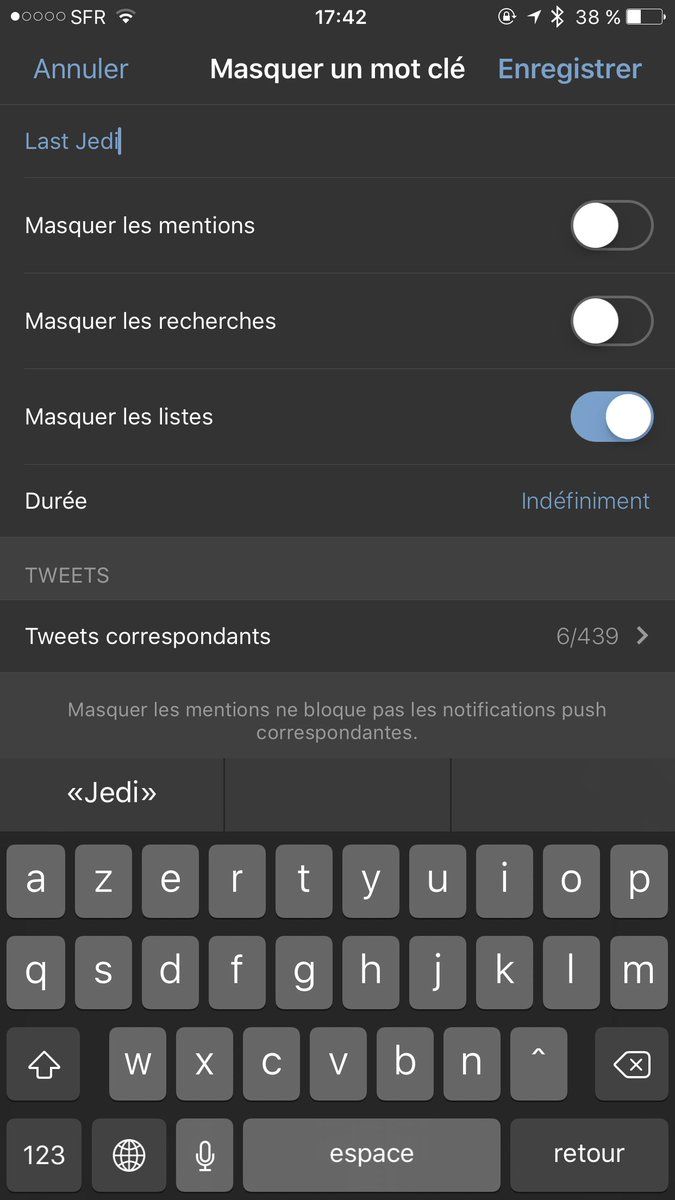 SFR 17:42 38 %
Annuler Masquer un mot clé Enregistrer
Last Jedi
Masquer les mentions
Masquer les recherches
Masquer les listes
Durée Indéfiniment
TWEETS
Tweets correspondants 6/439
Masquer les mentions ne bloque pas les notifications push
correspondantes.
«Jedi»
a z e r t y u i o p
q s d f g h j k l m
w x c v b n ^
123 espace retour